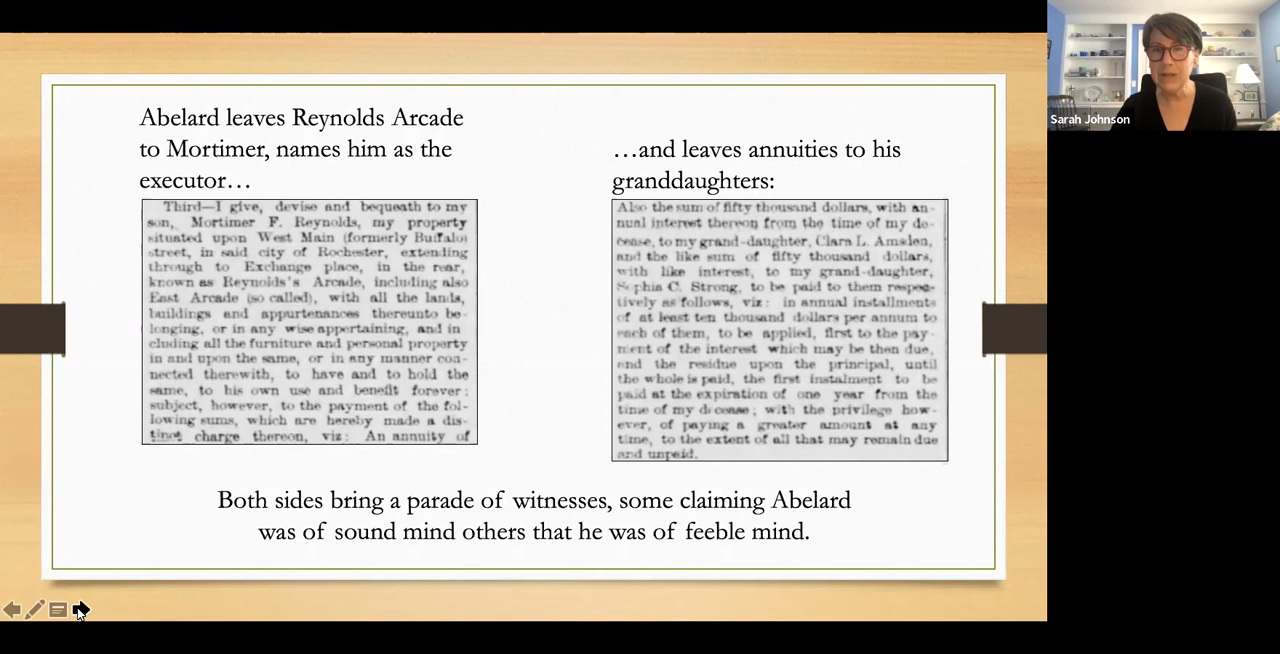 Abelard leaves Reynolds Arcade
to Mortimer, names him as the
executor…
Third—I give, devise and bequeath to my
son, Mortimer F. Reynolds, my property
situated upon West Main (formerly Buffalo)
street, in said city of Rochester, extending
through to Exchange place, in the rear,
known as Reynolds's Arcade, including also
East Arcade (so called), with all the lands,
buildings and appurtenances thereunto be-
longing, or in any wise appertaining, and in
cluding all the furniture and personal property
in and upon the same, or in any manner con-
nected therewith, to have and to hold the
same, to his own use and benefit forever;
subject, however, to the payment of the fol-
lowing sums, which are hereby made a dis-
tinct charge thereon, viz: An annuity of
…and leaves annuities to his
granddaughters:
Also the sum of fifty thousand dollars, with an-
nual interest thereon from the time of my de-
cease, to my grand-daughter, Clara L. Amsden,
and the like sum of fifty thousand dollars,
with like interest, to my grand-daughter,
Sophia C. Strong, to be paid to them respec-
tively as follows, viz: in annual installments
of at least ten thousand dollars per annum to
each of them, to be applied, first to the pay-
ment of the interest which may be then due,
and the residue upon the principal, until
the whole is paid, the first instalment to be
paid at the expiration of one year from the
time of my decease; with the privilege how-
ever, of paying a greater amount at any
time, to the extent of all that may remain due
and unpaid.
Both sides bring a parade of witnesses, some claiming Abelard
was of sound mind others that he was of feeble mind.
Sarah Johnson